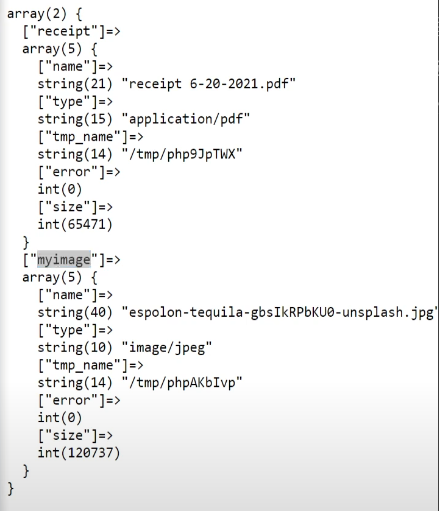 array(2) {
["receipt"]=>
array(5) {
["name"]=>
string(21) "receipt 6-20-2021.pdf"
["type"]=>
string(15) "application/pdf"
["tmp_name"]=>
string(14) "/tmp/php9JpTWX"
["error"]=>
int(0)
["size"]=>
int(65471)
}
["myimage"]=>
array(5) {
["name"]=>
string(40) "espolon-tequila-gbsIkRPbKU0-unsplash.jpg"
["type"]=>
string(10) "image/jpeg"
["tmp_name"]=>
string(14) "/tmp/phpAKbIvp"
["error"]=>
int(0)
["size"]=>
int(120737)
}
}